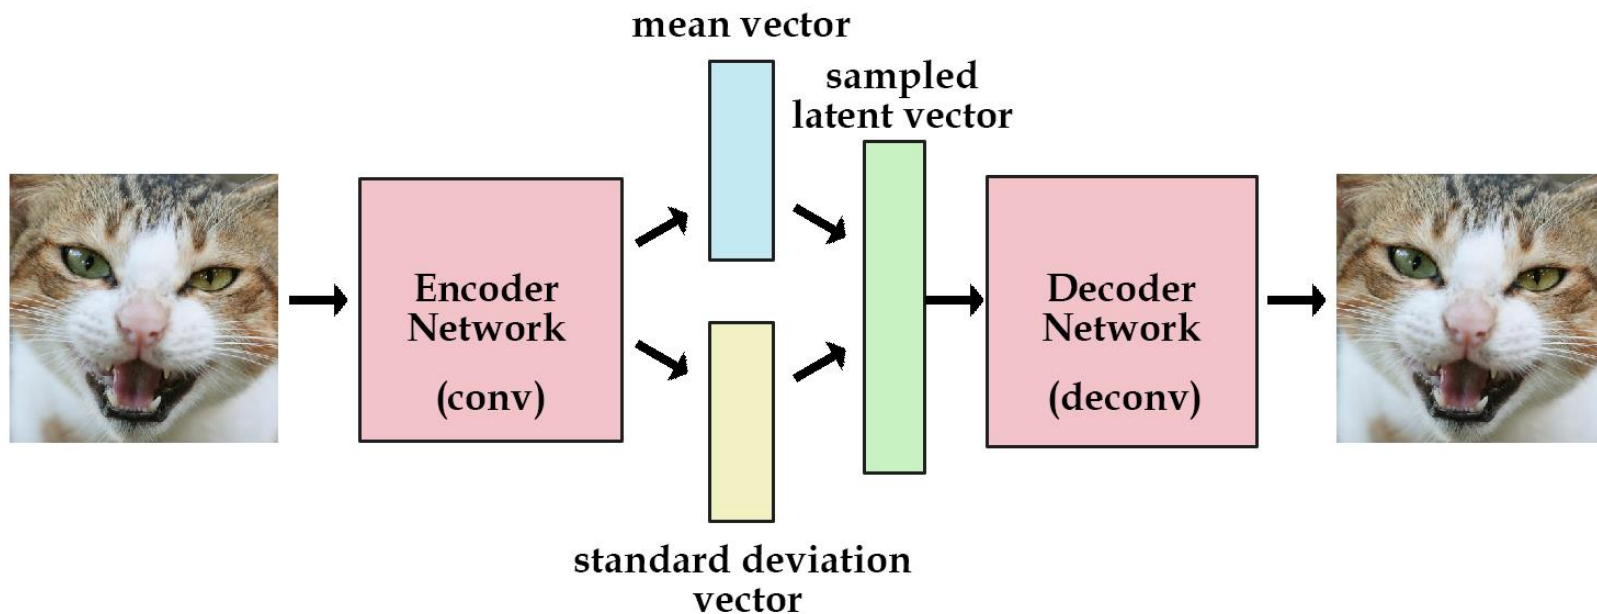 mean vector
sampled
latent vector
Encoder
Network
(conv)
Decoder
Network
(deconv)
standard deviation
vector